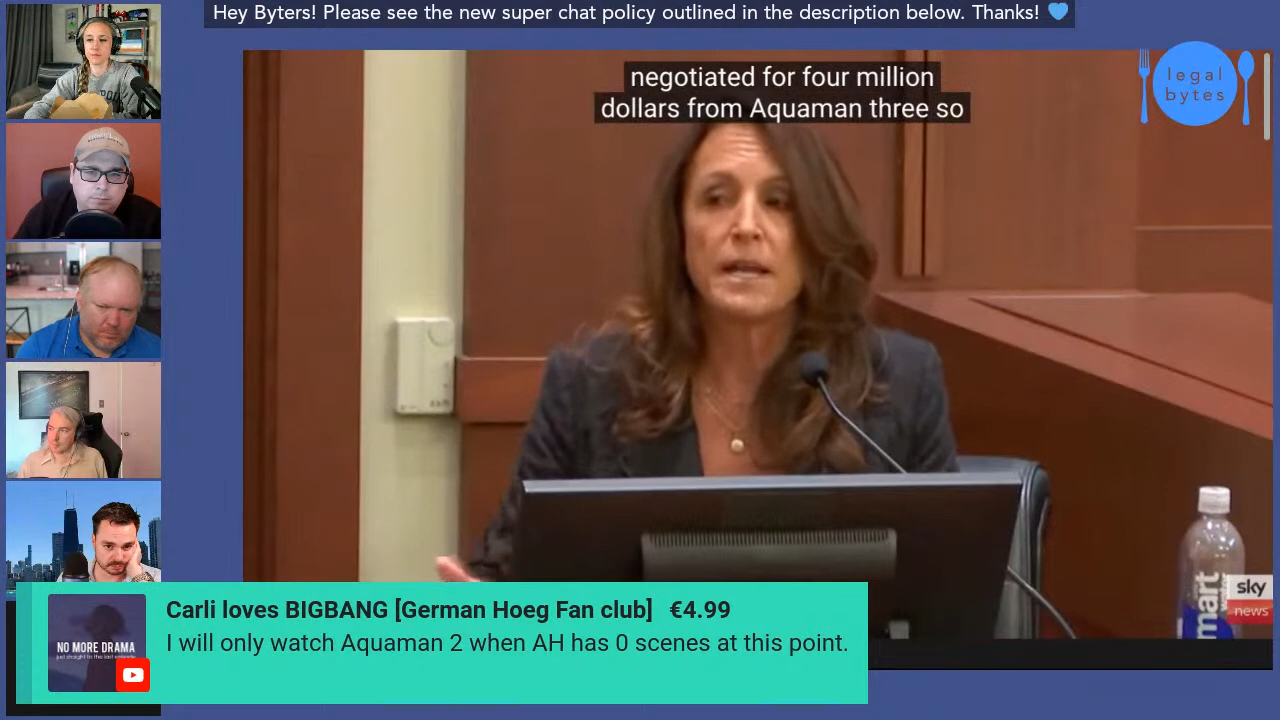 Hey Byters! Please see the new super chat policy outlined in the description below. Thanks! 💙
legal
bytes
negotiated for four million
dollars from Aquaman three so
sky
news
mart
Carli loves BIGBANG [German Hoeg Fan club] €4.99
I will only watch Aquaman 2 when AH has 0 scenes at this point.
NO MORE DRAMA